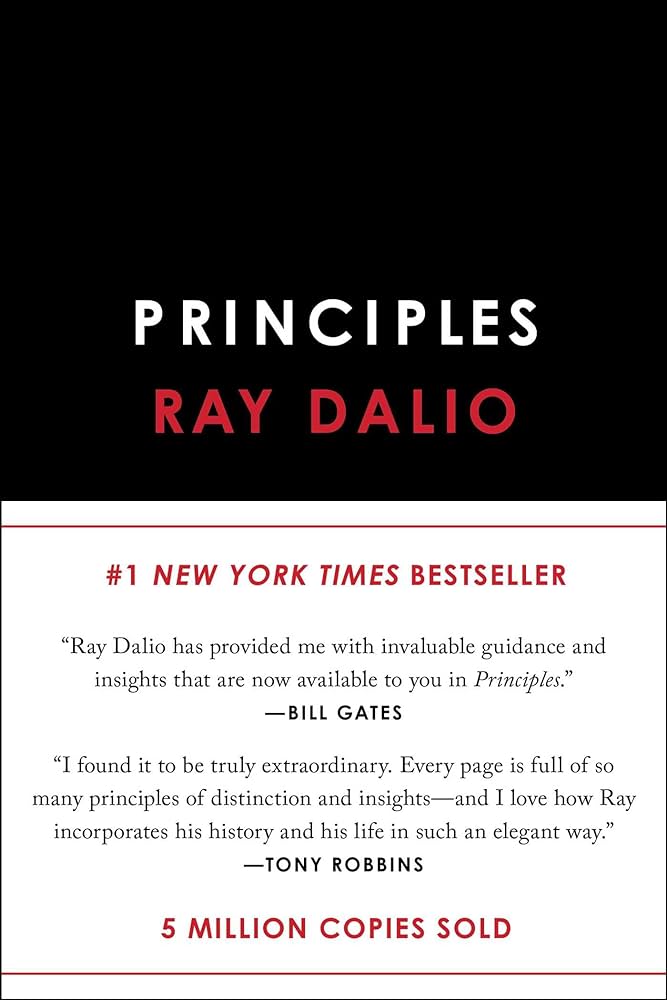 PRINCIPLES
RAY DALIO
#1 NEW YORK TIMES BESTSELLER
“Ray Dalio has provided me with invaluable guidance and
insights that are now available to you in Principles.”
—BILL GATES
“I found it to be truly extraordinary. Every page is full of so
many principles of distinction and insights—and I love how Ray
incorporates his history and his life in such an elegant way.”
—TONY ROBBINS
5 MILLION COPIES SOLD